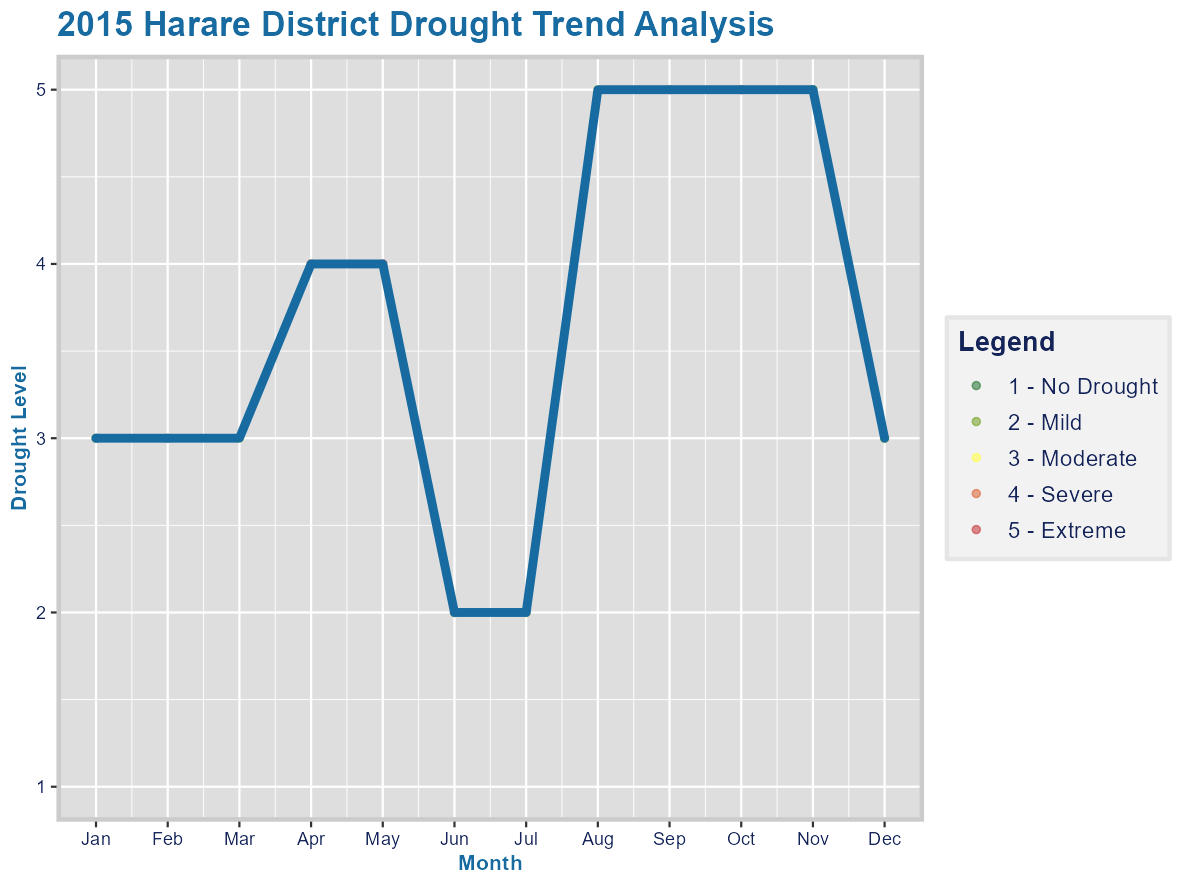 2015 Harare District Drought Trend Analysis
5
4
3
2
1
Drought Level
Jan Feb Mar Apr May Jun Jul Aug Sep Oct Nov Dec
Month
Legend
1 - No Drought
2 - Mild
3 - Moderate
4 - Severe
5 - Extreme